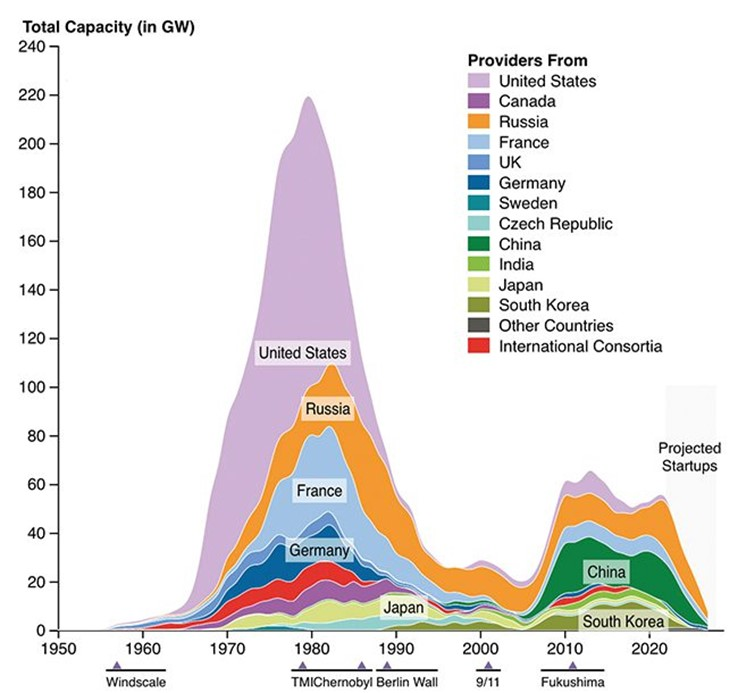 Total Capacity (in GW)
240
220
200
180
160
140
120
100
80
60
40
20
0
Providers From
United States
Canada
Russia
France
UK
Germany
Sweden
Czech Republic
China
India
Japan
South Korea
Other Countries
International Consortia
United States
Russia
France
Germany
Japan
Projected
Startups
China
South Korea
1950 1960 1970 1980 1990 2000 2010 2020
Windscale TMI Chernobyl Berlin Wall 9/11 Fukushima